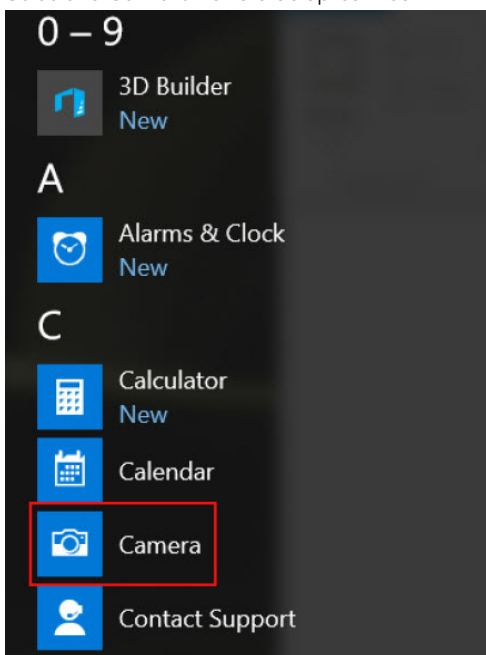 0 – 9
3D Builder
New
A
Alarms & Clock
New
C
Calculator
New
Calendar
Camera
Contact Support